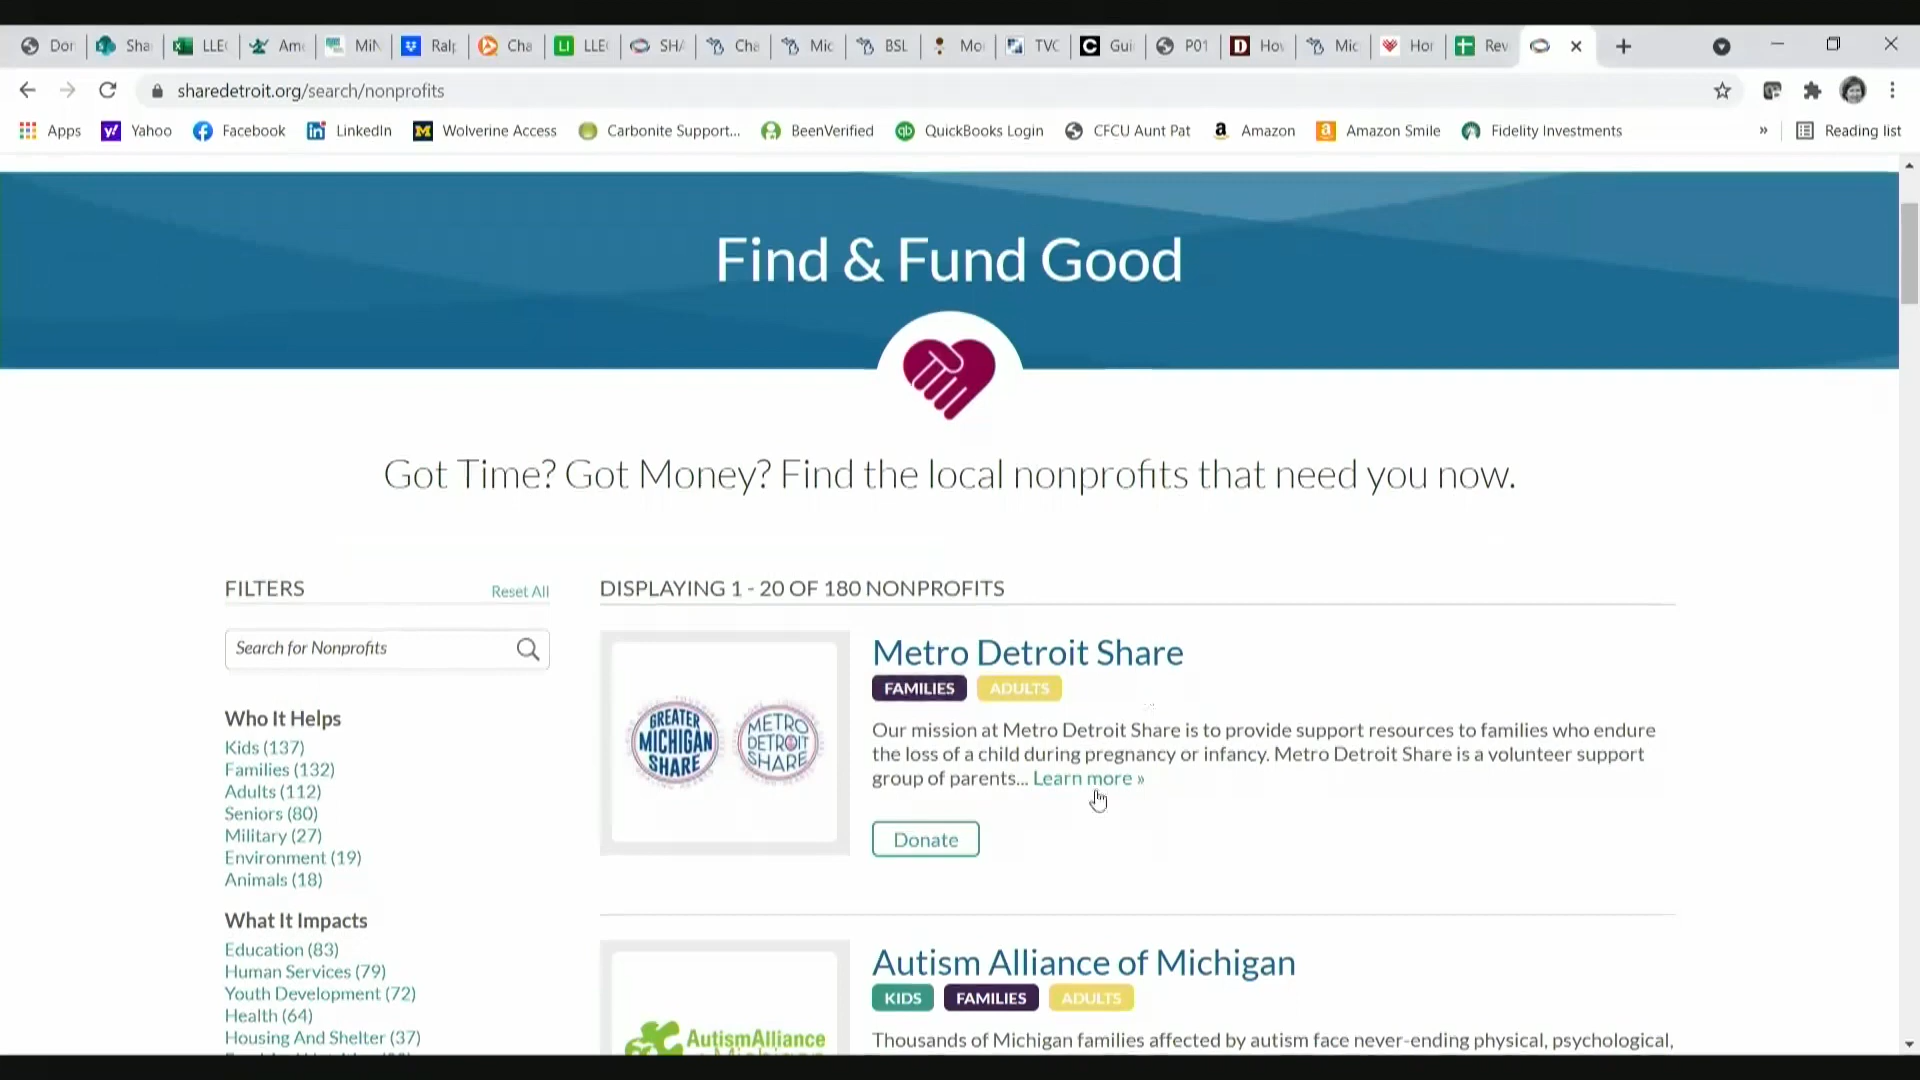 Dor Sha LLEC Ame MiN Ralp Cha LLEC SHA Cha Mic BSL Mo TVC Gui P01 Hov Mic Hor Rev
sharedetroit.org/search/nonprofits
Apps Yahoo Facebook LinkedIn Wolverine Access Carbonite Support... BeenVerified QuickBooks Login CFCU Aunt Pat Amazon Amazon Smile Fidelity Investments » Reading list
Find & Fund Good
Got Time? Got Money? Find the local nonprofits that need you now.
FILTERS
Reset All
Search for Nonprofits
Who It Helps
Kids (137)
Families (132)
Adults (112)
Seniors (80)
Military (27)
Environment (19)
Animals (18)
What It Impacts
Education (83)
Human Services (79)
Youth Development (72)
Health (64)
Housing And Shelter (37)
DISPLAYING 1 - 20 OF 180 NONPROFITS
GREATER
MICHIGAN
SHARE
METRO
DETROIT
SHARE
Metro Detroit Share
FAMILIES ADULTS
Our mission at Metro Detroit Share is to provide support resources to families who endure
the loss of a child during pregnancy or infancy. Metro Detroit Share is a volunteer support
group of parents... Learn more »
Donate
AutismAlliance
Autism Alliance of Michigan
KIDS FAMILIES ADULTS
Thousands of Michigan families affected by autism face never-ending physical, psychological,